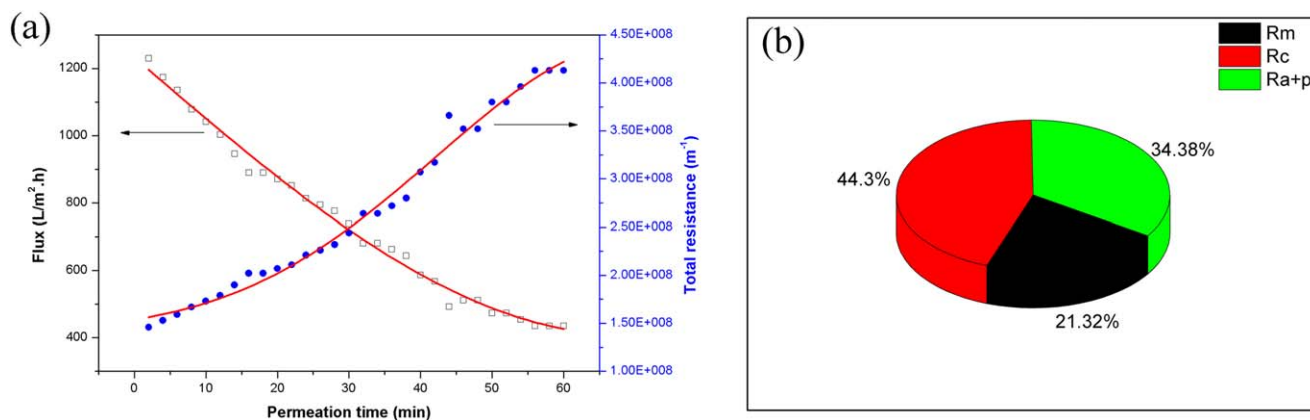 (a)
1200
1000
800
600
400
Flux (L/m².h)
0
10
20
30
40
50
60
Permeation time (min)
4.50E+008
4.00E+008
3.50E+008
3.00E+008
2.50E+008
2.00E+008
1.50E+008
1.00E+008
Total resistance (m⁻¹)
(b)
Rm
Rc
Ra+p
34.38%
44.3%
21.32%